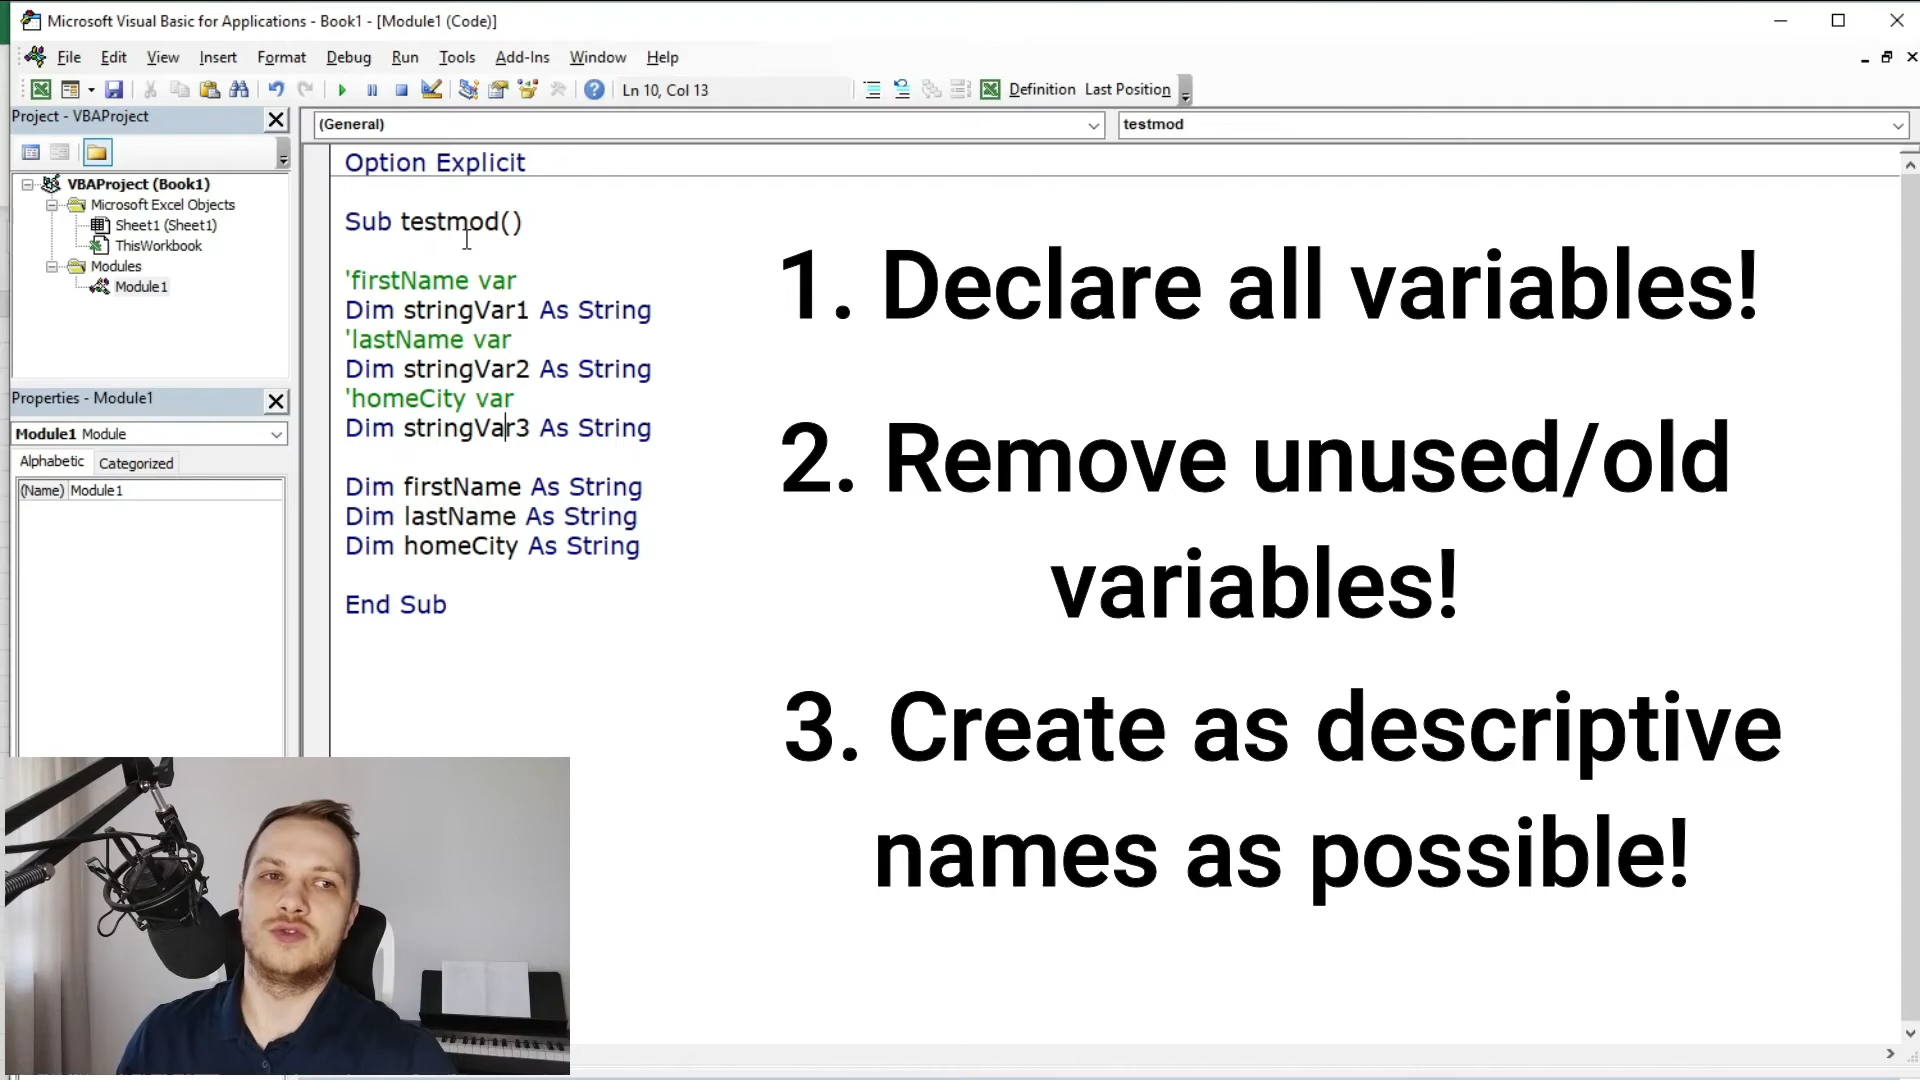 Microsoft Visual Basic for Applications - Book1 - [Module1 (Code)]
File Edit View Insert Format Debug Run Tools Add-Ins Window Help
Ln 10, Col 13
Definition Last Position
Project - VBAProject
(General)
testmod
VBAProject (Book1)
Microsoft Excel Objects
Sheet1 (Sheet1)
ThisWorkbook
Modules
Module1
Properties - Module1
Module1 Module
Alphabetic Categorized
(Name) Module1
Option Explicit
Sub testmod()
'firstName var
Dim stringVar1 As String
'lastName var
Dim stringVar2 As String
'homeCity var
Dim stringVar3 As String
Dim firstName As String
Dim lastName As String
Dim homeCity As String
End Sub
1. Declare all variables!
2. Remove unused/old
variables!
3. Create as descriptive
names as possible!